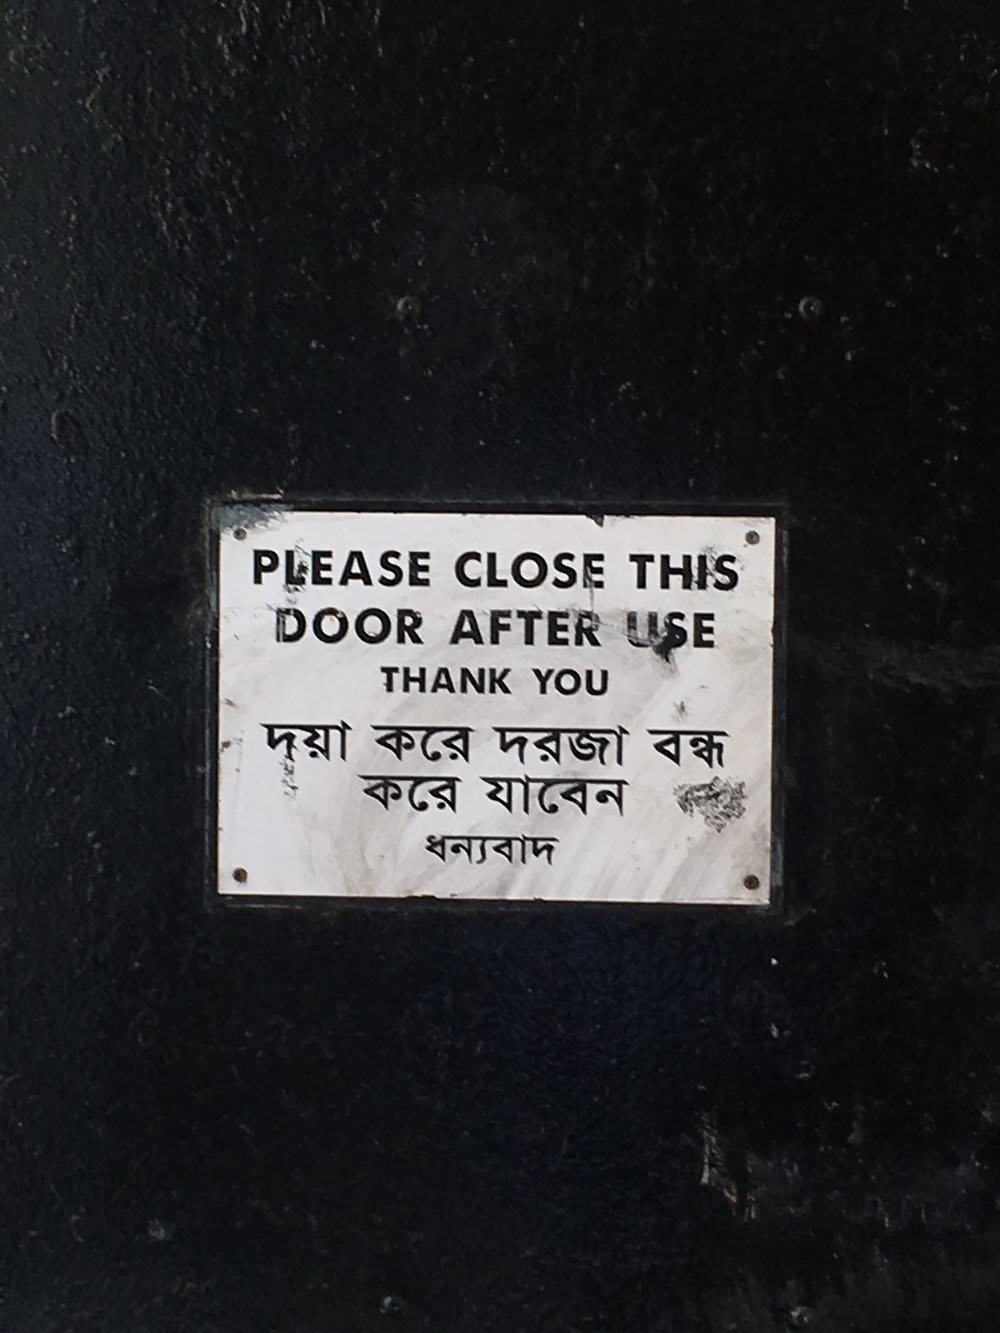 PLEASE CLOSE THIS
DOOR AFTER USE
THANK YOU
দয়া করে দরজা বন্ধ
করে যাবেন
ধন্যবাদ